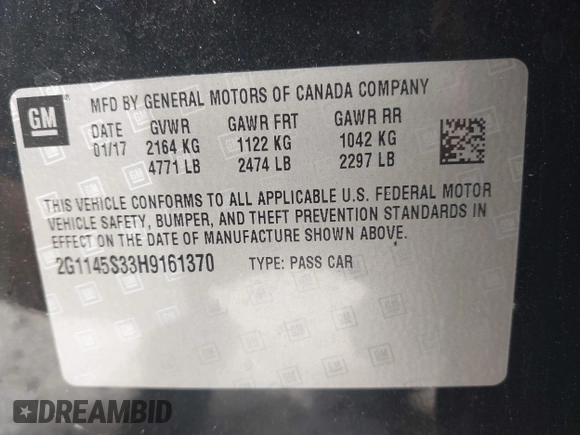 GM
MFD BY GENERAL MOTORS OF CANADA COMPANY
DATE GVWR GAWR FRT GAWR RR
01/17 2164 KG 1122 KG 1042 KG
4771 LB 2474 LB 2297 LB
THIS VEHICLE CONFORMS TO ALL APPLICABLE U.S. FEDERAL MOTOR
VEHICLE SAFETY, BUMPER, AND THEFT PREVENTION STANDARDS IN
EFFECT ON THE DATE OF MANUFACTURE SHOWN ABOVE.
2G1145S33H9161370 TYPE: PASS CAR
DREAMBID